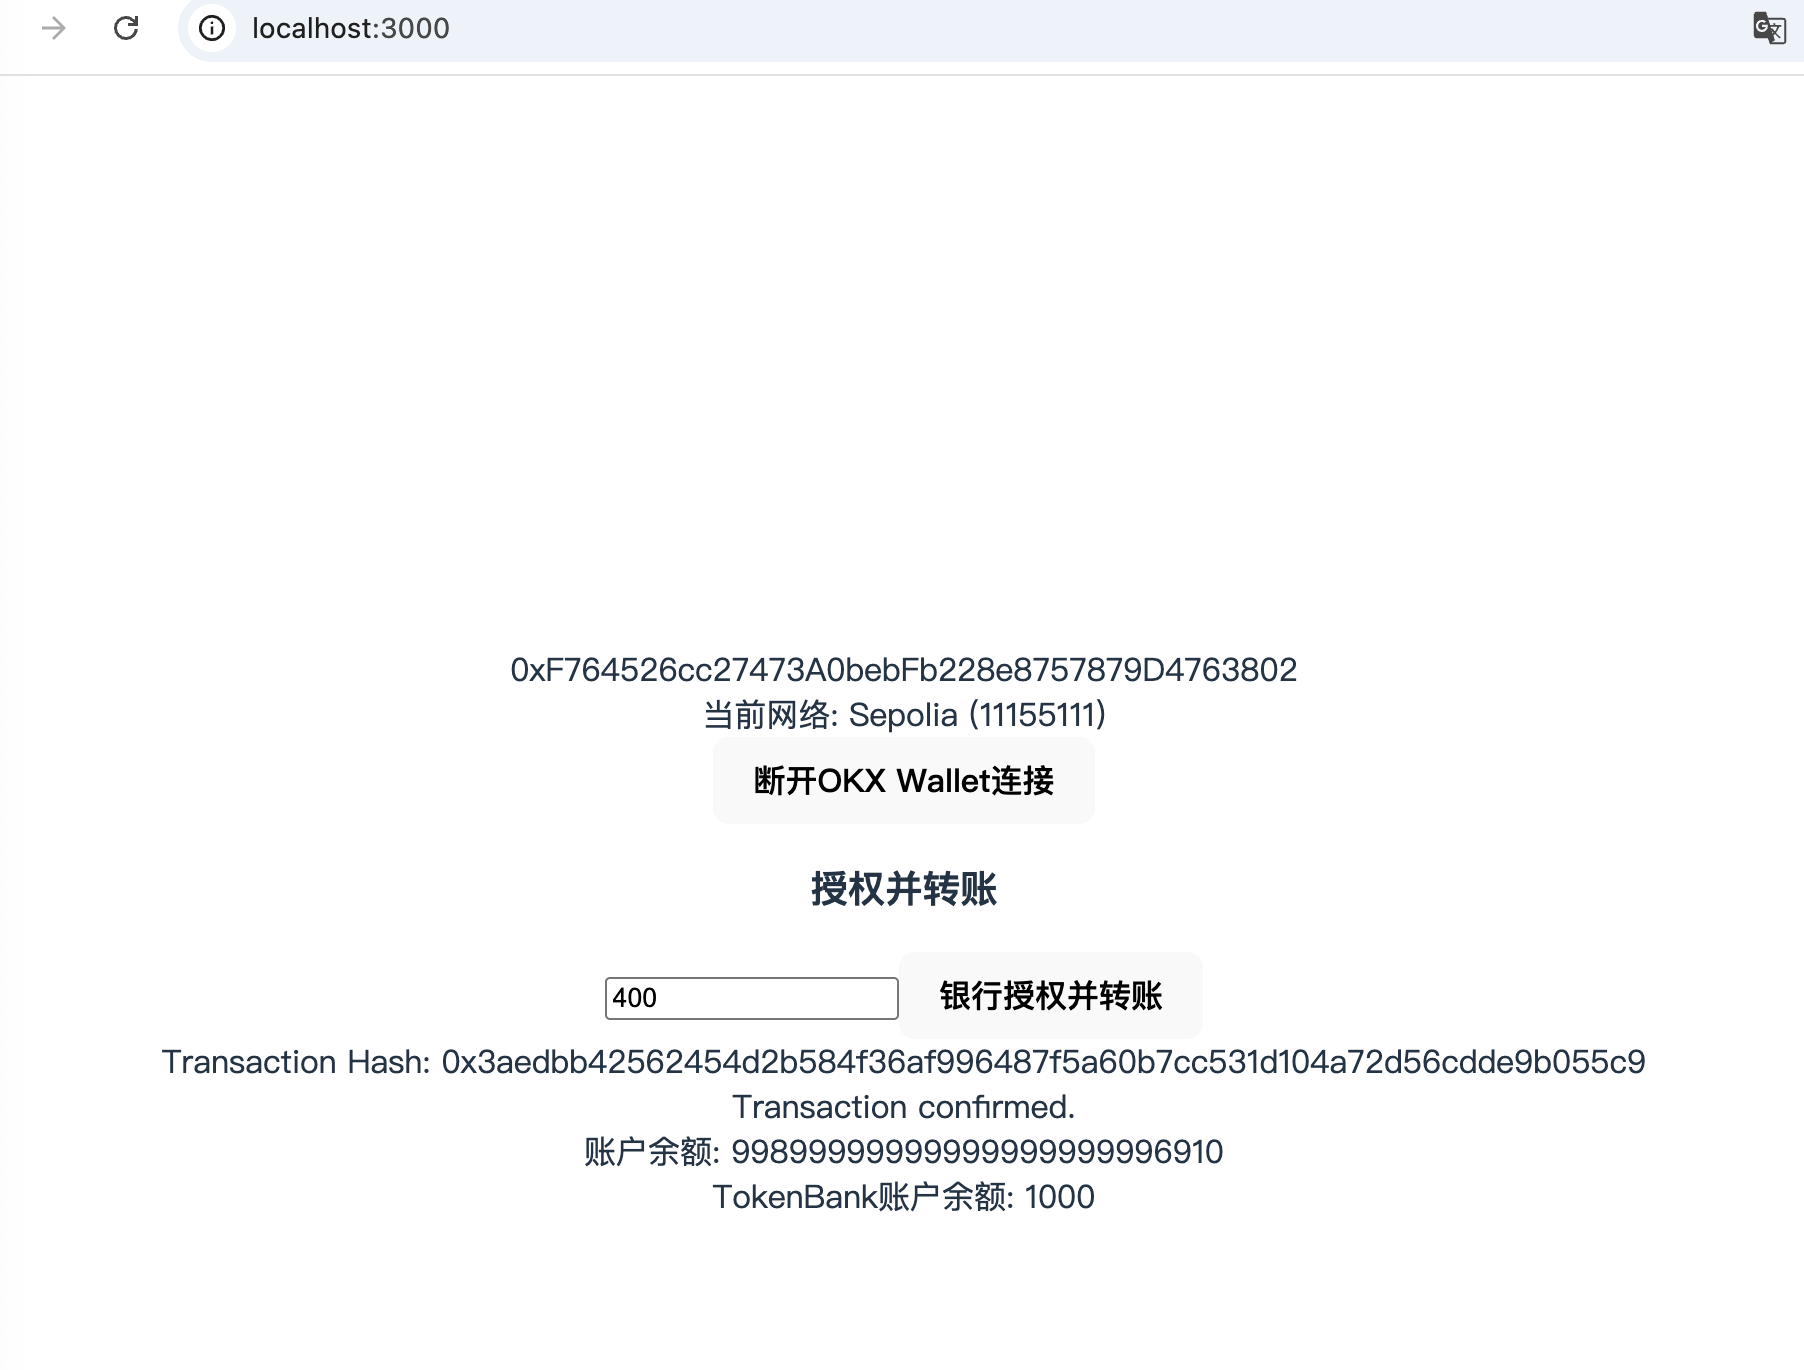 localhost:3000
0xF764526cc27473A0bebFb228e8757879D4763802
当前网络: Sepolia (11155111)
断开OKX Wallet连接
授权并转账
400 银行授权并转账
Transaction Hash: 0x3aedbb42562454d2b584f36af996487f5a60b7cc531d104a72d56cdde9b055c9
Transaction confirmed.
账户余额: 99899999999999999999996910
TokenBank账户余额: 1000